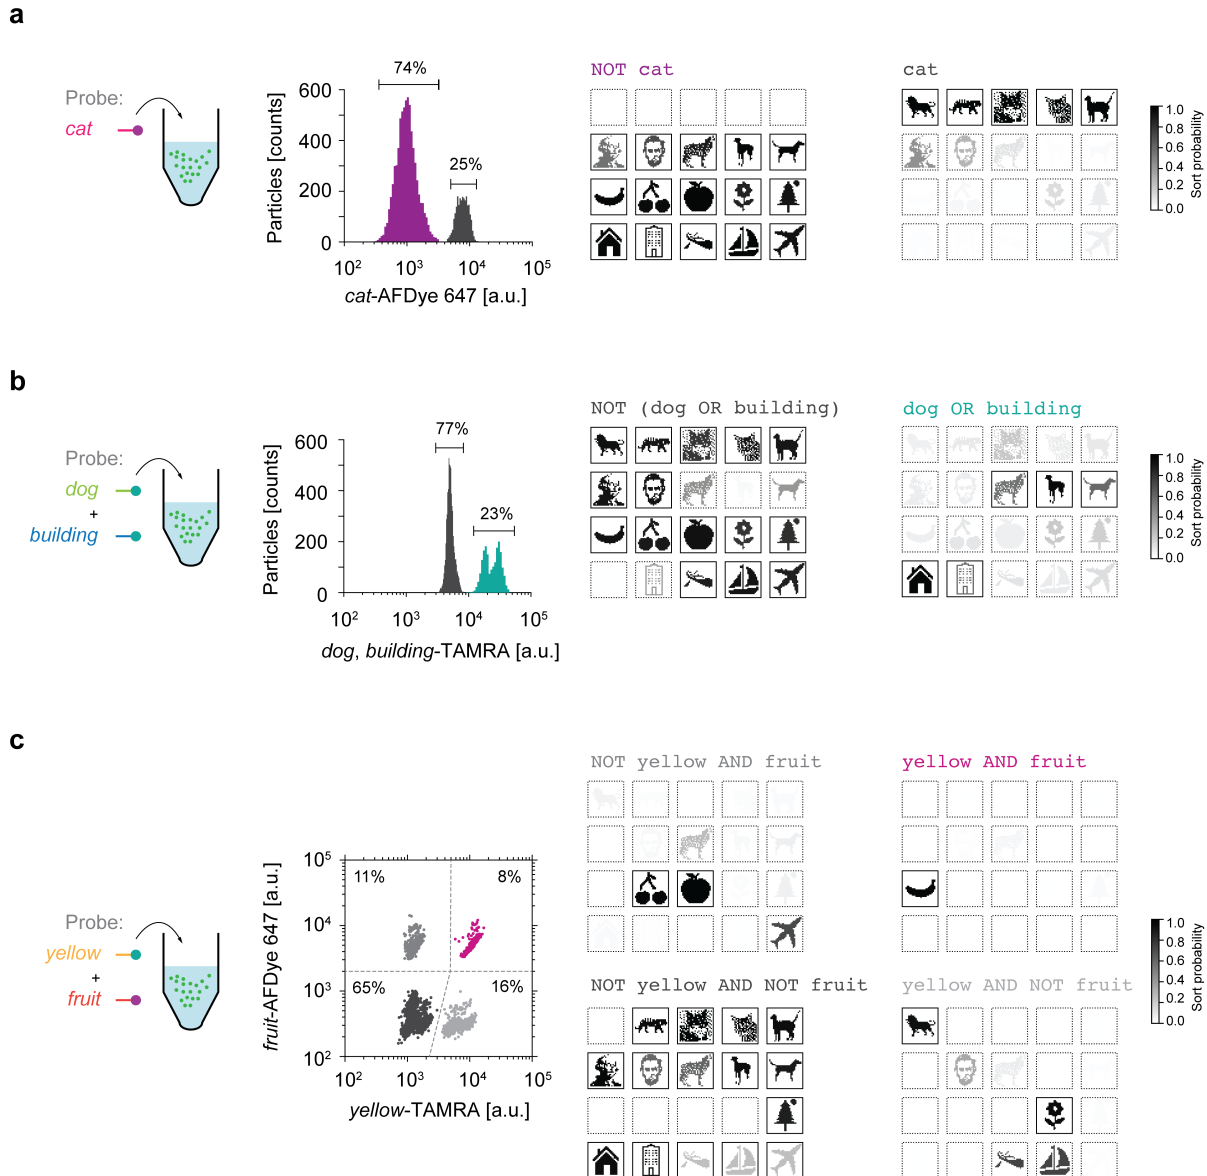 a
Probe:
cat
74%
25%
Particles [counts]
600
400
200
0
10² 10³ 10⁴ 10⁵
cat-AFDye 647 [a.u.]
NOT cat
cat
1.0
0.8
0.6
0.4
0.2
0.0
Sort probability
b
Probe:
dog
+
building
77%
23%
Particles [counts]
600
400
200
0
10² 10³ 10⁴ 10⁵
dog, building-TAMRA [a.u.]
NOT (dog OR building)
dog OR building
1.0
0.8
0.6
0.4
0.2
0.0
Sort probability
c
Probe:
yellow
+
fruit
fruit-AFDye 647 [a.u.]
10⁵
10⁴
10³
10²
11% 8%
65% 16%
10² 10³ 10⁴ 10⁵
yellow-TAMRA [a.u.]
NOT yellow AND fruit
yellow AND fruit
NOT yellow AND NOT fruit
yellow AND NOT fruit
1.0
0.8
0.6
0.4
0.2
0.0
Sort probability